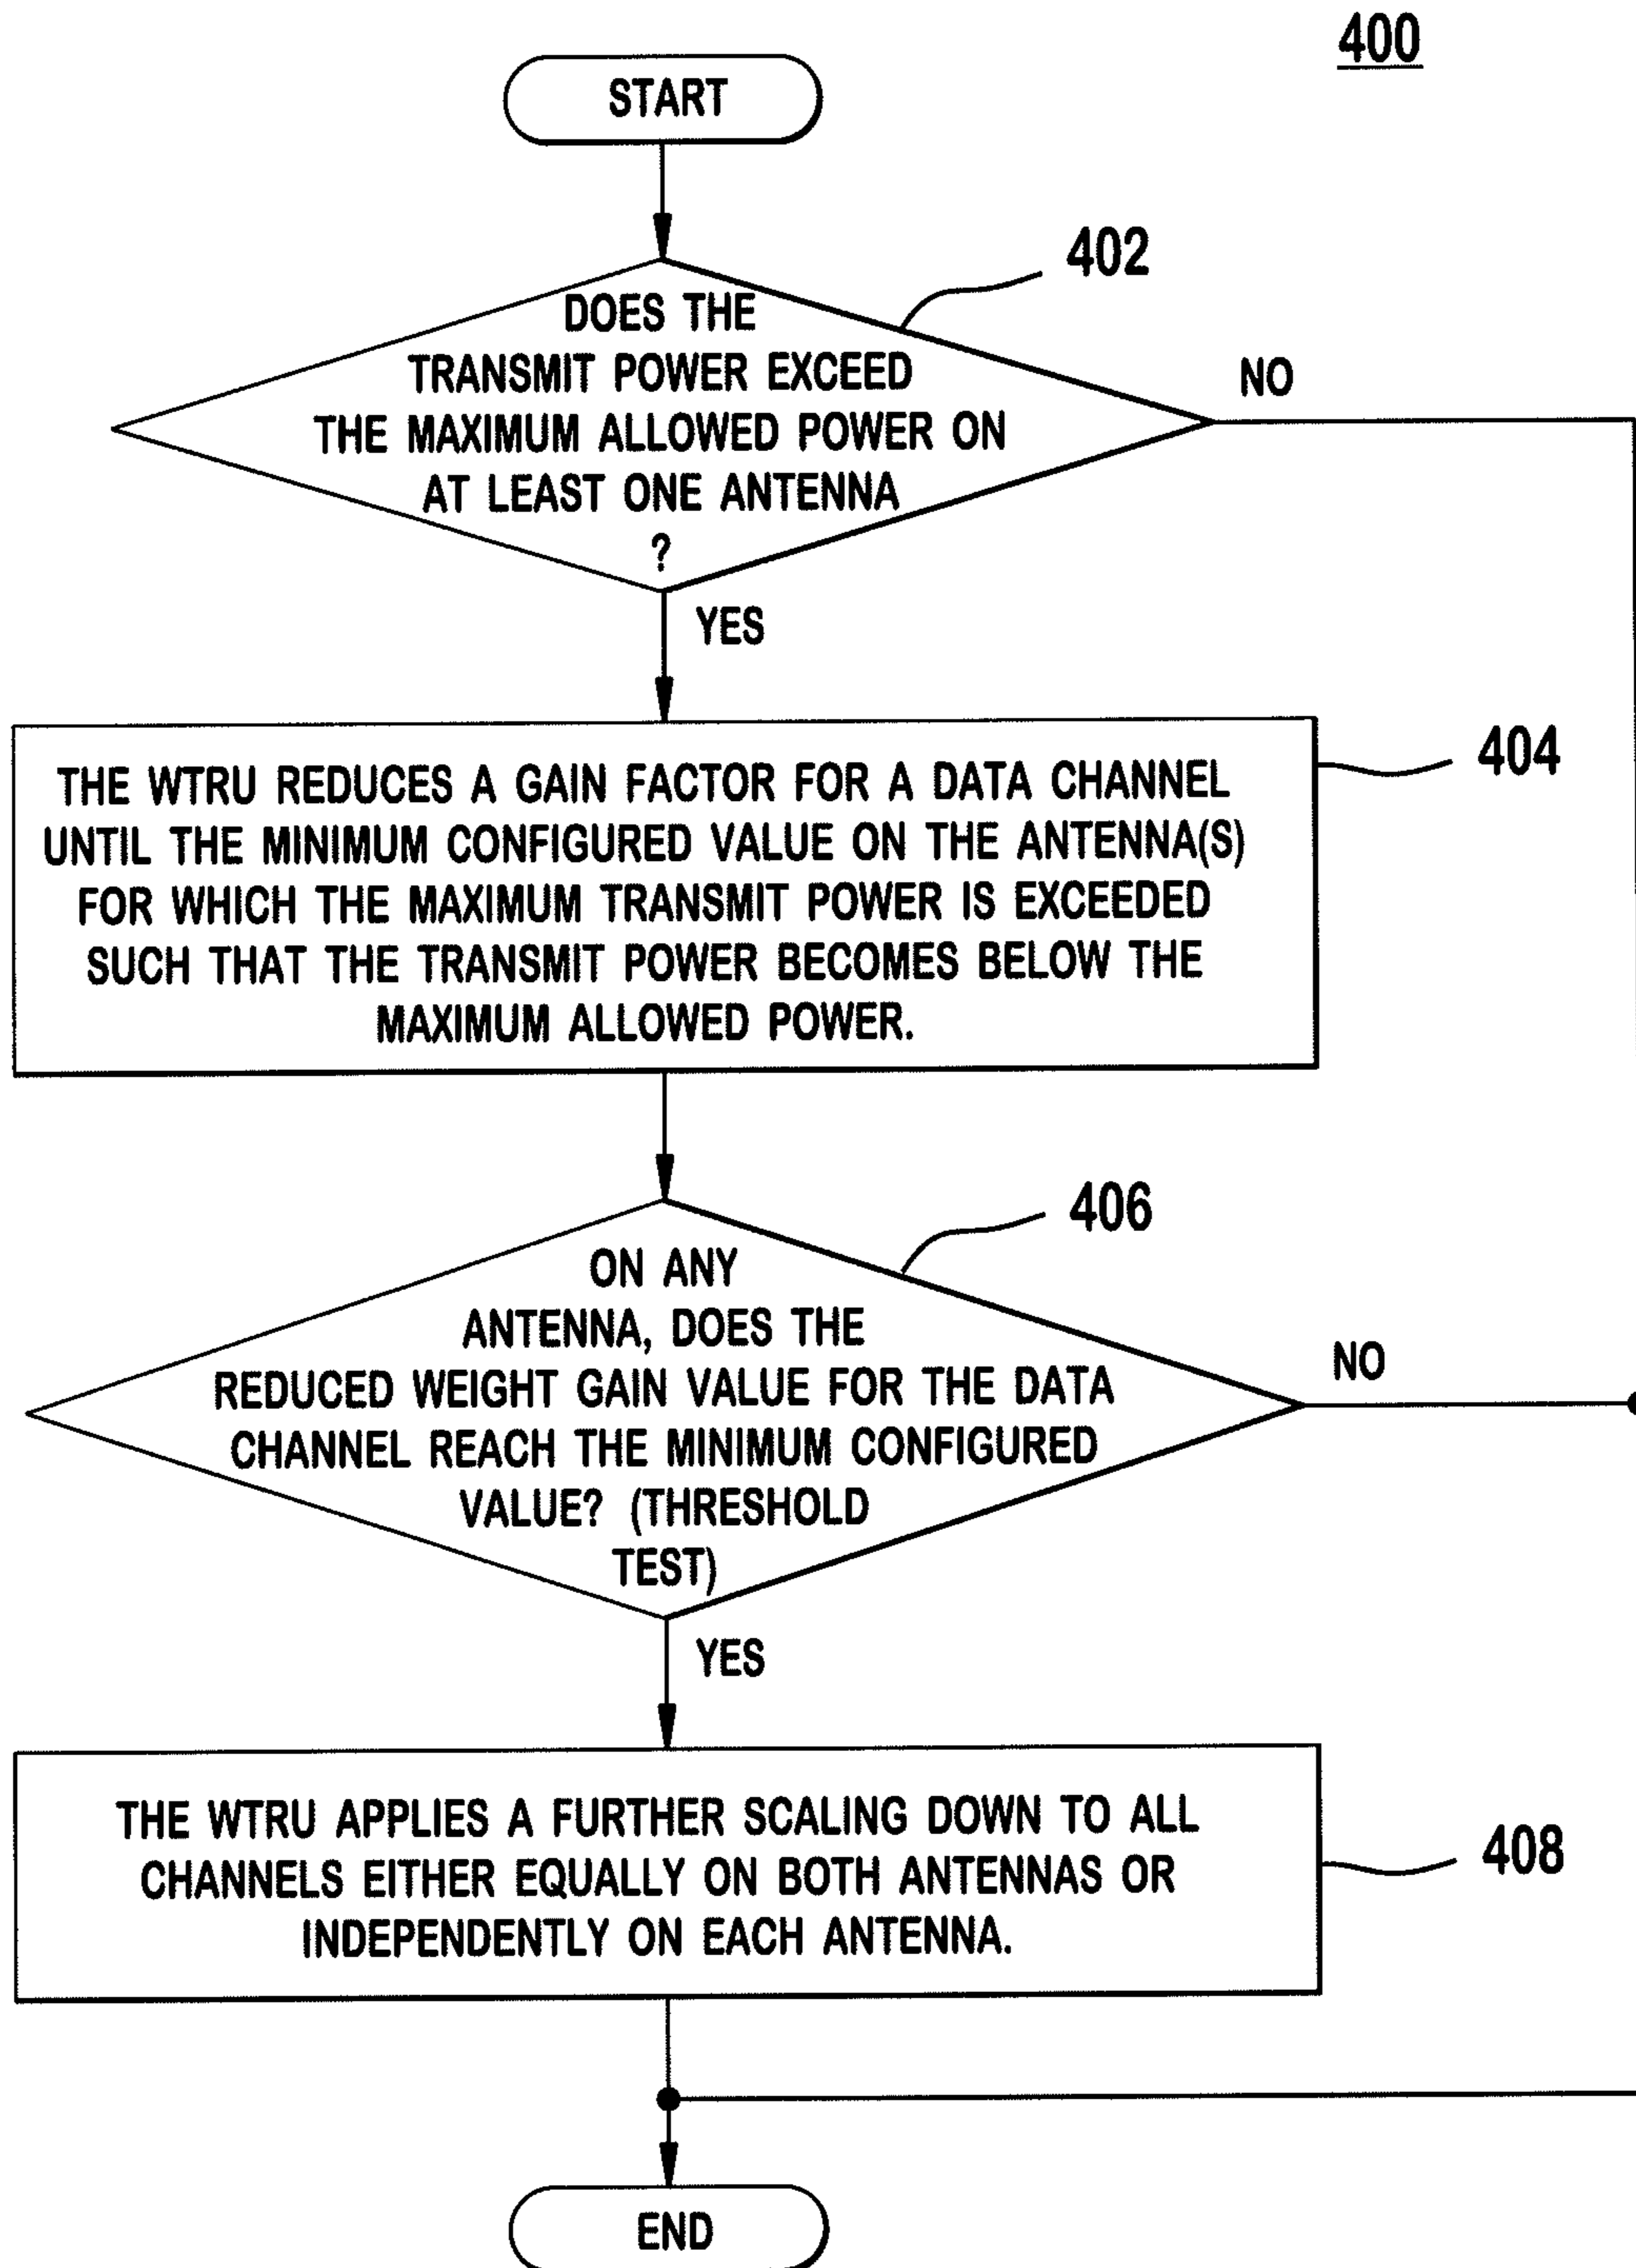 400
START
402
DOES THE
TRANSMIT POWER EXCEED
THE MAXIMUM ALLOWED POWER ON
AT LEAST ONE ANTENNA
?
NO
YES
404
THE WTRU REDUCES A GAIN FACTOR FOR A DATA CHANNEL
UNTIL THE MINIMUM CONFIGURED VALUE ON THE ANTENNA(S)
FOR WHICH THE MAXIMUM TRANSMIT POWER IS EXCEEDED
SUCH THAT THE TRANSMIT POWER BECOMES BELOW THE
MAXIMUM ALLOWED POWER.
406
ON ANY
ANTENNA, DOES THE
REDUCED WEIGHT GAIN VALUE FOR THE DATA
CHANNEL REACH THE MINIMUM CONFIGURED
VALUE? (THRESHOLD
TEST)
NO
YES
THE WTRU APPLIES A FURTHER SCALING DOWN TO ALL
CHANNELS EITHER EQUALLY ON BOTH ANTENNAS OR
INDEPENDENTLY ON EACH ANTENNA.
408
END